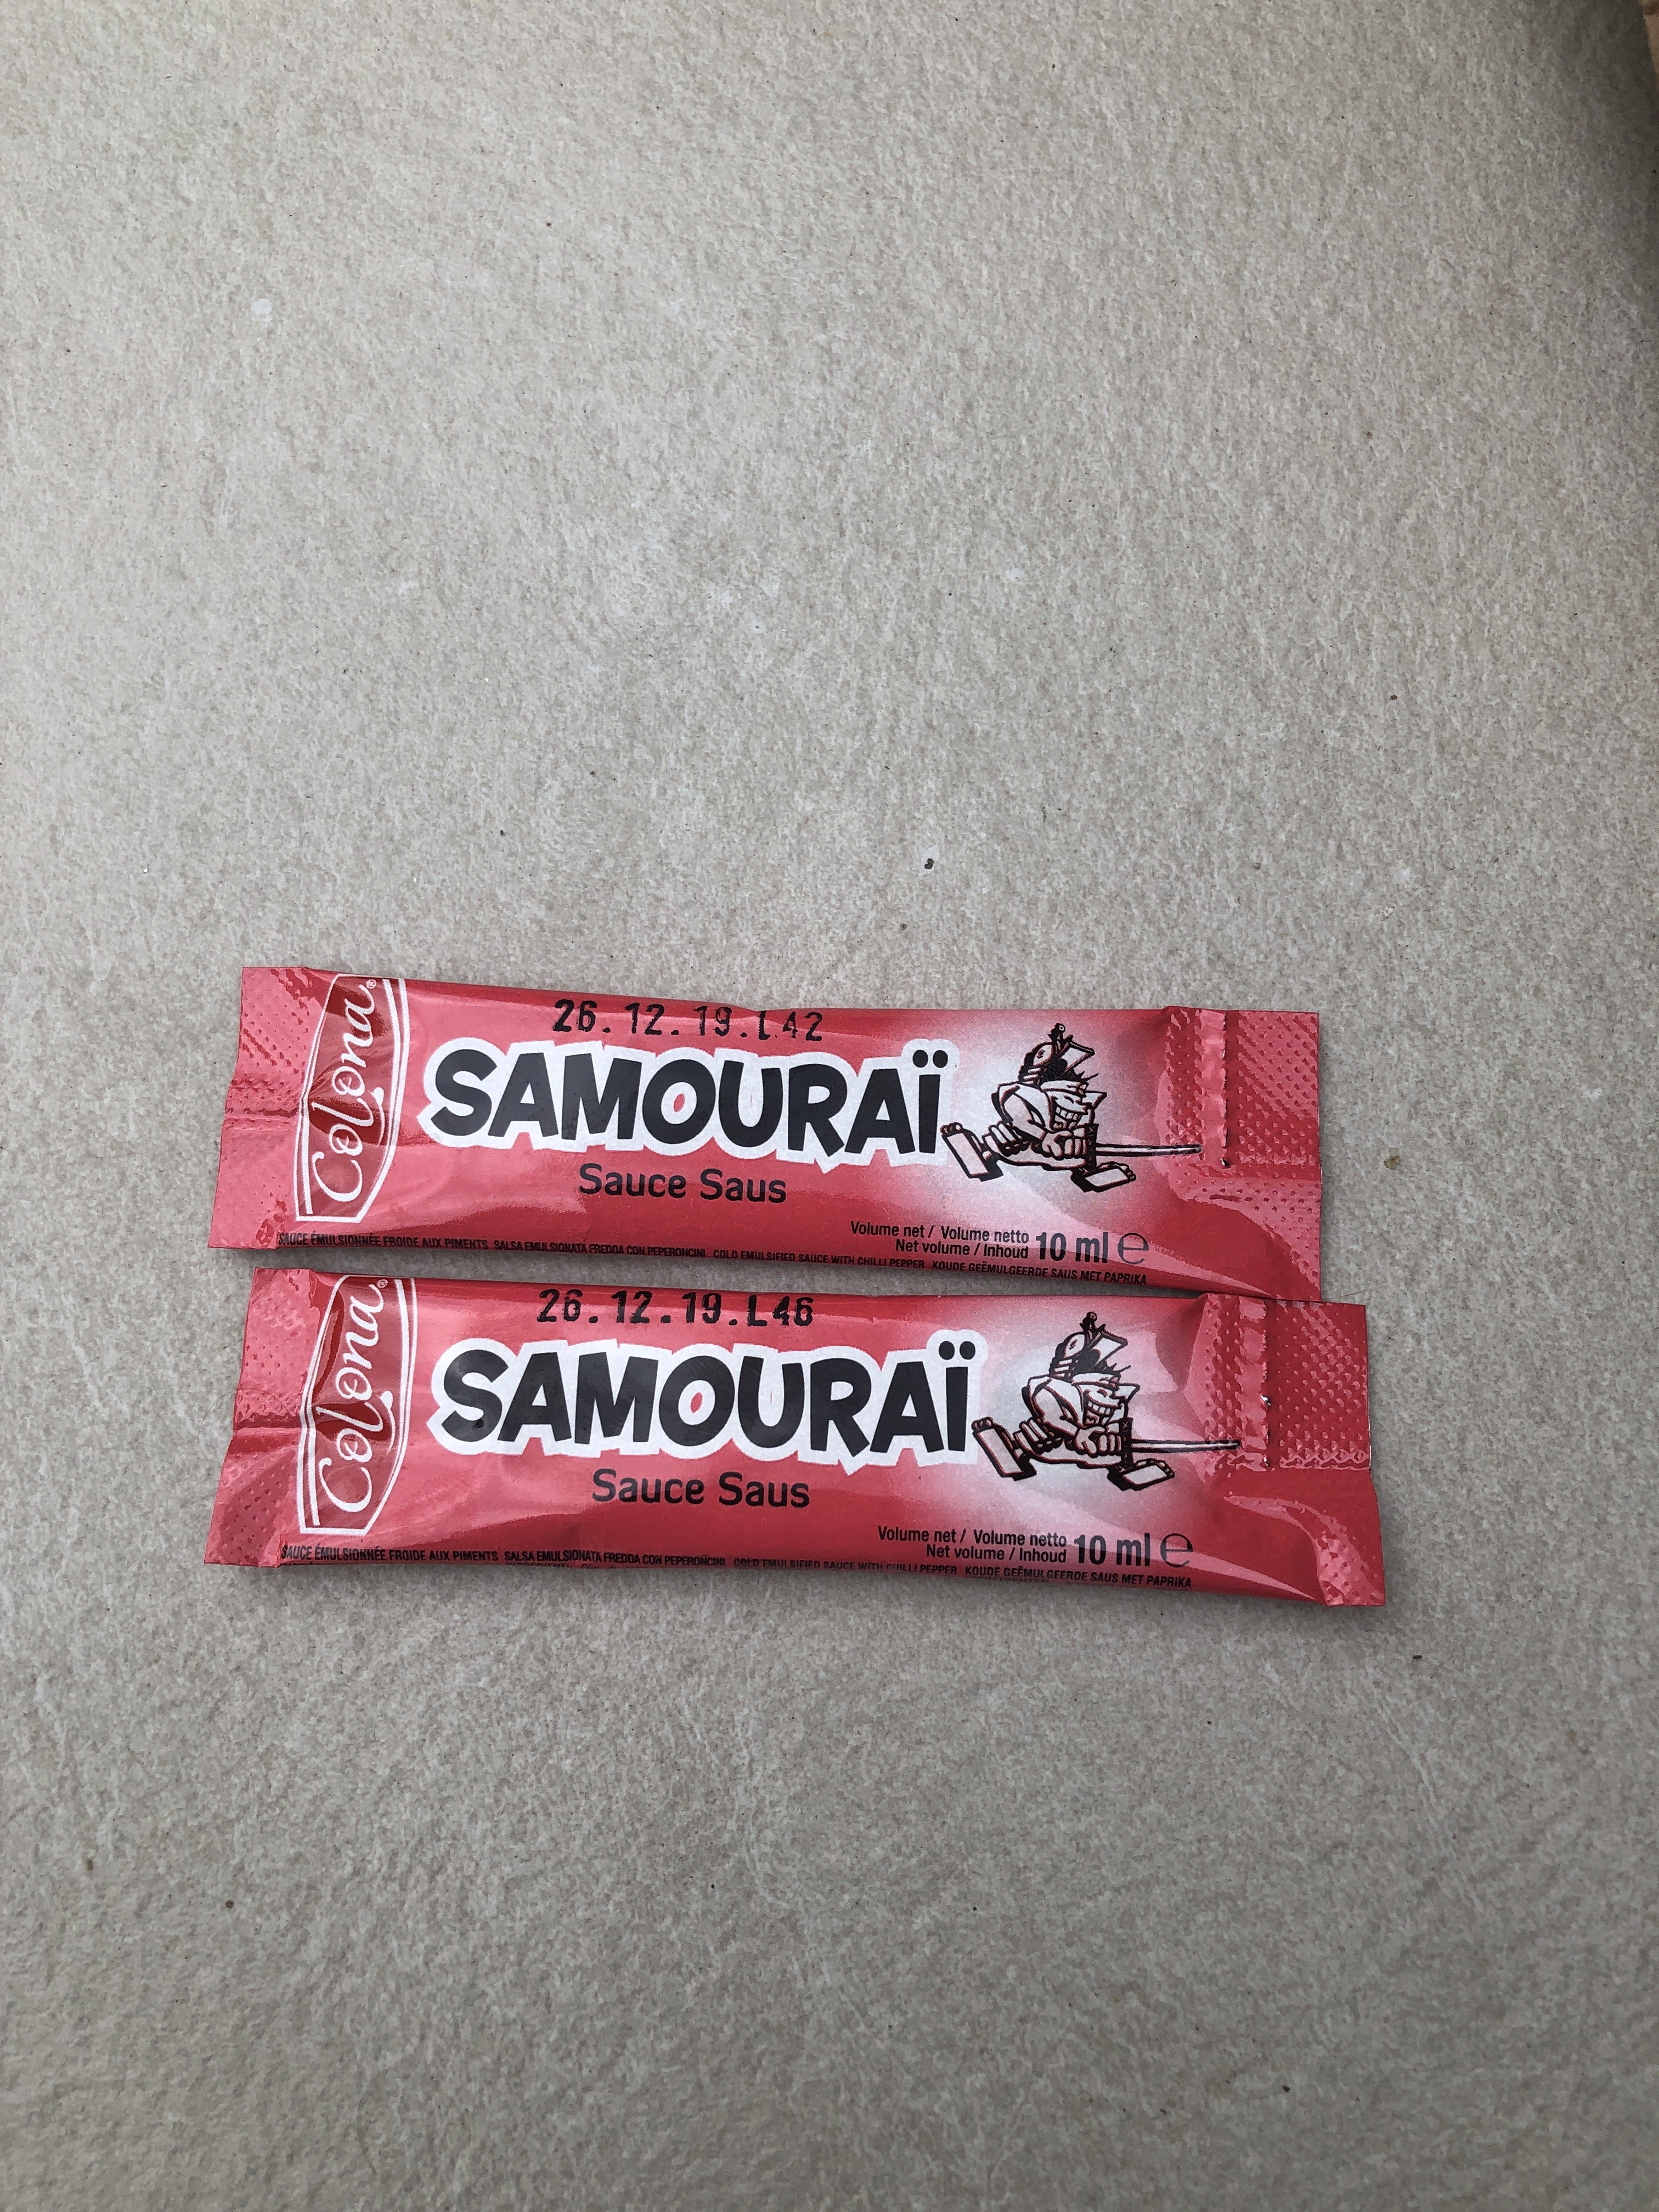 Colona®
26.12.19.L42
SAMOURAÏ
Sauce Saus
Volume net / Volume netto
Net volume / Inhoud 10 ml e
SAUCE ÉMULSIONNÉE FROIDE AUX PIMENTS SALSA EMULSIONATA FREDDA CON PEPERONCINI COLD EMULSIFIED SAUCE WITH CHILLI PEPPER KOUDE GEËMULGEERDE SAUS MET PAPRIKA
Colona®
26.12.19.L46
SAMOURAÏ
Sauce Saus
Volume net / Volume netto
Net volume / Inhoud 10 ml e
SAUCE ÉMULSIONNÉE FROIDE AUX PIMENTS SALSA EMULSIONATA FREDDA CON PEPERONCINI COLD EMULSIFIED SAUCE WITH CHILLI PEPPER KOUDE GEËMULGEERDE SAUS MET PAPRIKA